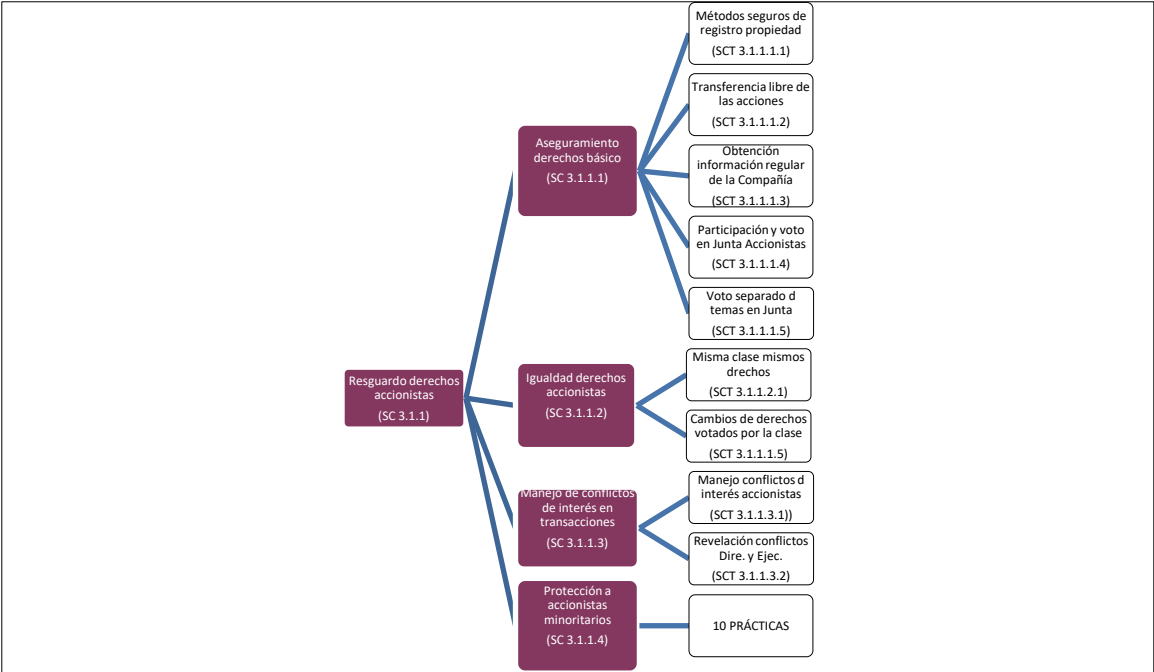 Métodos seguros de
registro propiedad
(SCT 3.1.1.1.1)
Transferencia libre de
las acciones
(SCT 3.1.1.1.2)
Aseguramiento
derechos básico
(SC 3.1.1.1)
Obtención
información regular
de la Compañía
(SCT 3.1.1.1.3)
Participación y voto
en Junta Accionistas
(SCT 3.1.1.1.4)
Voto separado d
temas en Junta
(SCT 3.1.1.1.5)
Resguardo derechos
accionistas
(SC 3.1.1)
Igualdad derechos
accionistas
(SC 3.1.1.2)
Misma clase mismos
drechos
(SCT 3.1.1.2.1)
Cambios de derechos
votados por la clase
(SCT 3.1.1.1.5)
Manejo de conflictos
de interés en
transacciones
(SC 3.1.1.3)
Manejo conflictos d
interés accionistas
(SCT 3.1.1.3.1))
Revelación conflictos
Dire. y Ejec.
(SCT 3.1.1.3.2)
Protección a
accionistas
minoritarios
(SC 3.1.1.4)
10 PRÁCTICAS